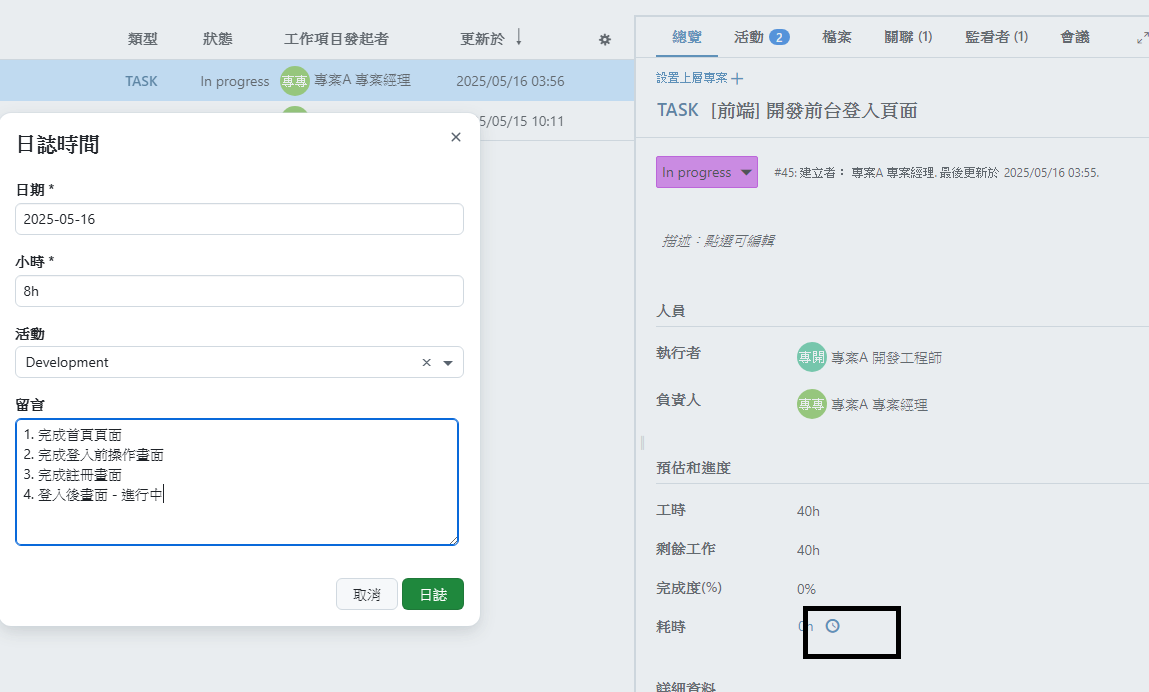 類型 狀態 工作項目發起者 更新於 ↓
TASK In progress 專專 專案A 專案經理 2025/05/16 03:56
5/05/15 10:11
日誌時間 ×
日期 *
2025-05-16
小時 *
8h
活動
Development × 
留言
1. 完成首頁頁面
2. 完成登入前操作畫面
3. 完成註冊畫面
4. 登入後畫面 - 進行中
取消 日誌
總覽 活動 2 檔案 關聯 (1) 監看者 (1) 會議
設置上層專案＋
TASK [前端] 開發前台登入頁面
In progress #45: 建立者： 專案A 專案經理. 最後更新於 2025/05/16 03:55.
描述：點選可編輯
人員
執行者 專開 專案A 開發工程師
負責人 專專 專案A 專案經理
預估和進度
工時 40h
剩餘工作 40h
完成度(%) 0%
耗時 0h
詳細資料